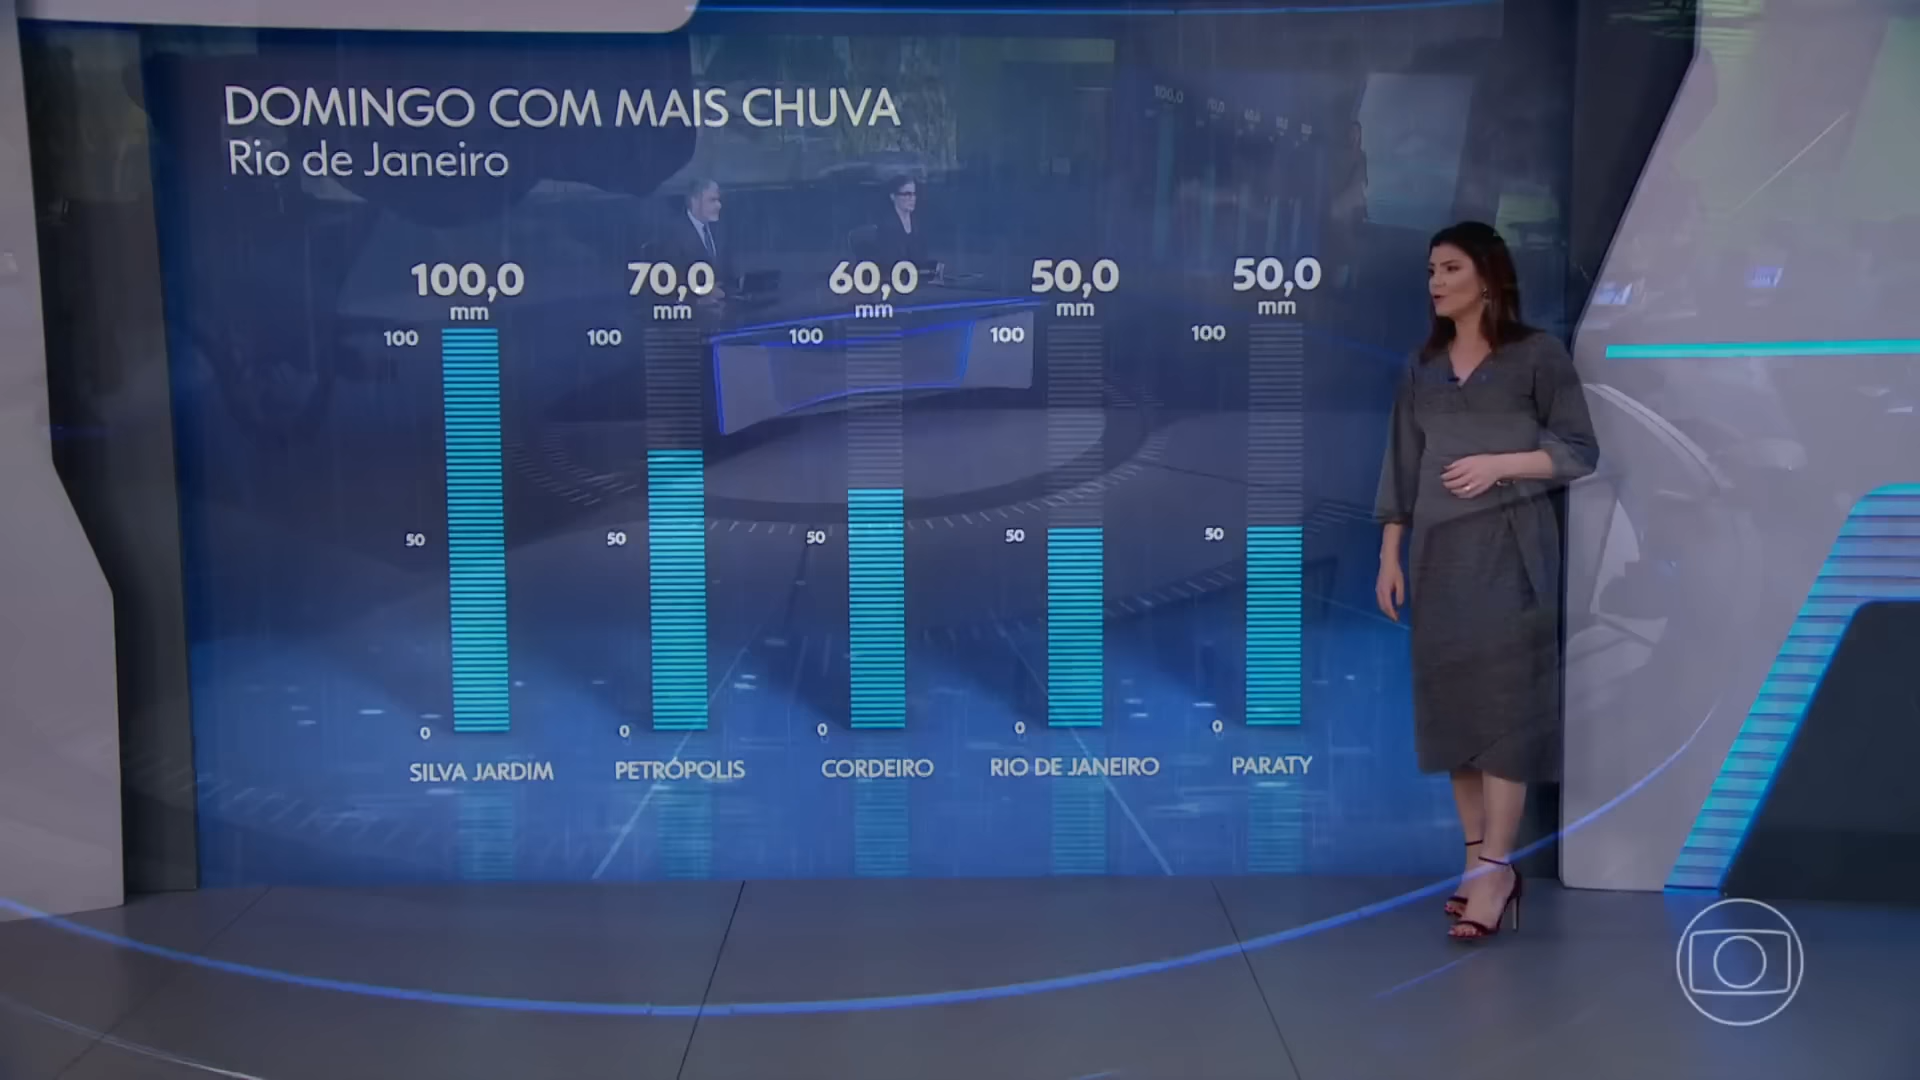 DOMINGO COM MAIS CHUVA
Rio de Janeiro
100,0 70,0 60,0 50,0 50,0
mm mm mm mm mm
100 100 100 100 100
50 50 50 50 50
0 0 0 0 0
SILVA JARDIM PETRÓPOLIS CORDEIRO RIO DE JANEIRO PARATY